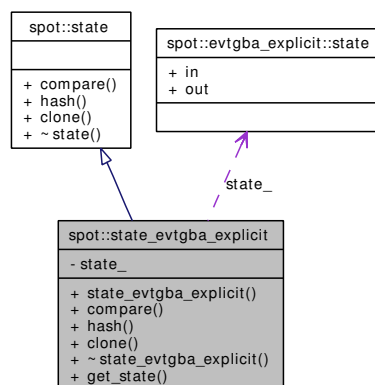 spot::state
+ compare()
+ hash()
+ clone()
+ ~state()
spot::evtgba_explicit::state
+ in
+ out
state_
spot::state_evtgba_explicit
- state_
+ state_evtgba_explicit()
+ compare()
+ hash()
+ clone()
+ ~state_evtgba_explicit()
+ get_state()